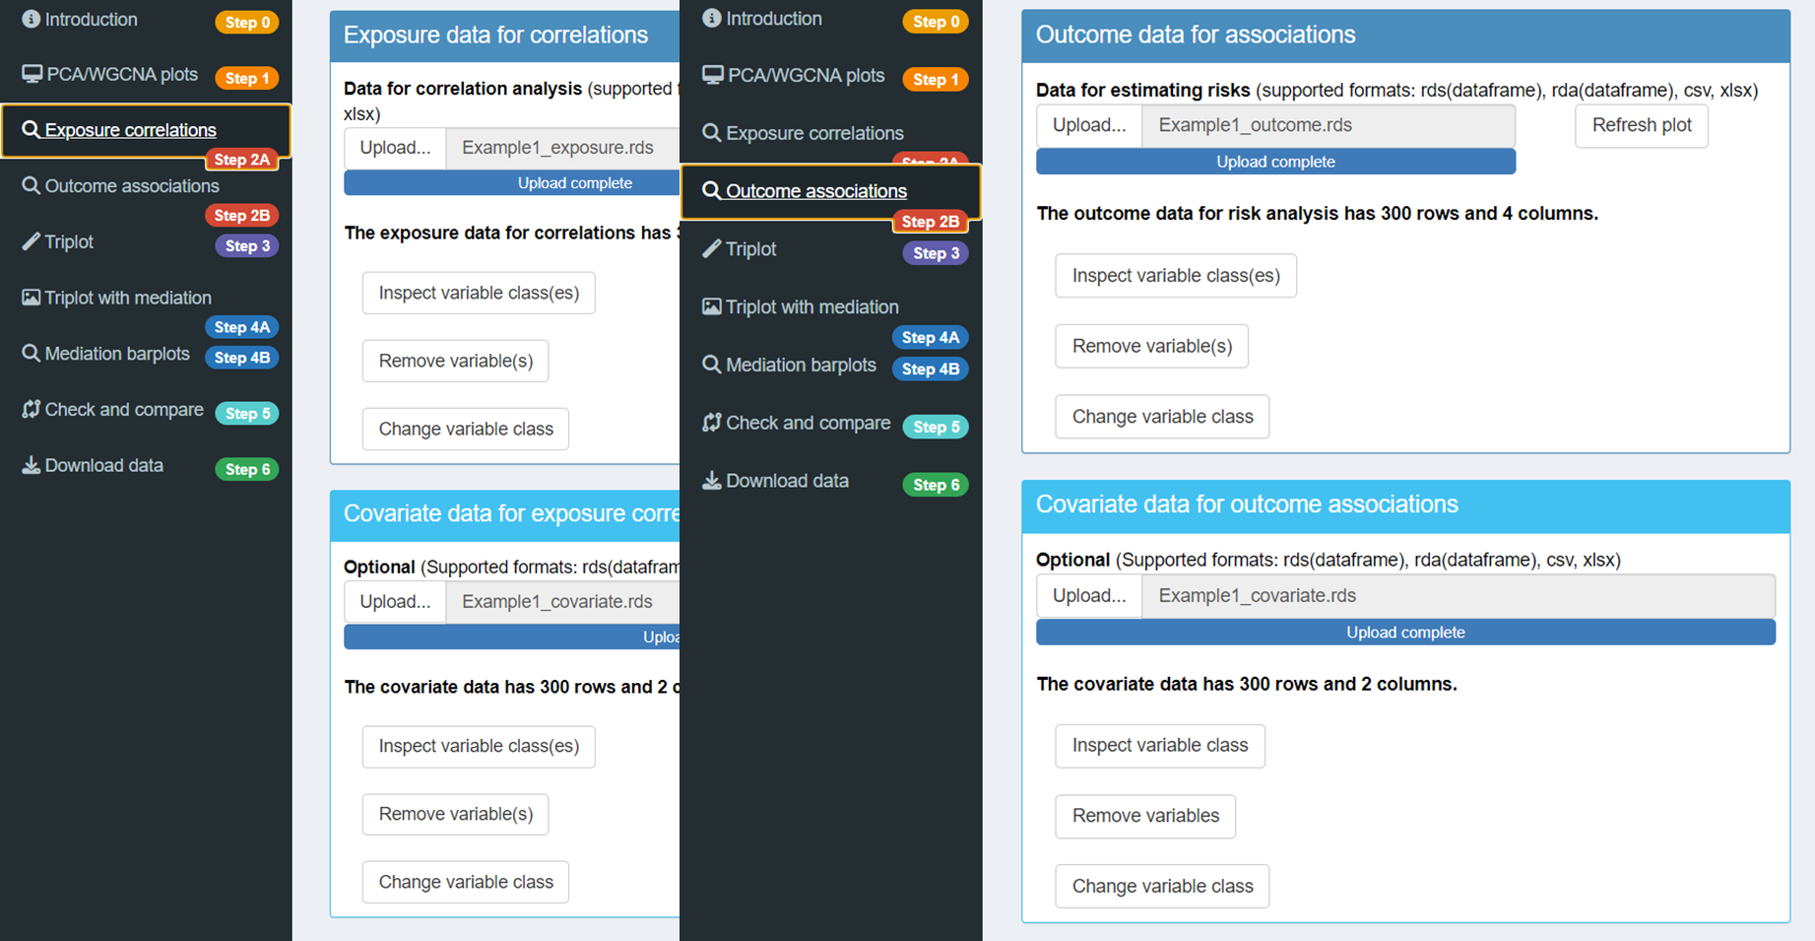 Introduction Step 0
PCA/WGCNA plots Step 1
Exposure correlations
Step 2A
Outcome associations
Step 2B
Triplot Step 3
Triplot with mediation
Step 4A
Mediation barplots Step 4B
Check and compare Step 5
Download data Step 6
Exposure data for correlations
Data for correlation analysis (supported
xlsx)
Upload... Example1_exposure.rds
Upload complete
The exposure data for correlations has
Inspect variable class(es)
Remove variable(s)
Change variable class
Covariate data for exposure corre
Optional (Supported formats: rds(datafram
Upload... Example1_covariate.rds
Uploa
The covariate data has 300 rows and 2 c
Inspect variable class(es)
Remove variable(s)
Change variable class
Introduction Step 0
PCA/WGCNA plots Step 1
Exposure correlations
Step 2A
Outcome associations
Step 2B
Triplot Step 3
Triplot with mediation
Step 4A
Mediation barplots Step 4B
Check and compare Step 5
Download data Step 6
Outcome data for associations
Data for estimating risks (supported formats: rds(dataframe), rda(dataframe), csv, xlsx)
Upload... Example1_outcome.rds Refresh plot
Upload complete
The outcome data for risk analysis has 300 rows and 4 columns.
Inspect variable class(es)
Remove variable(s)
Change variable class
Covariate data for outcome associations
Optional (Supported formats: rds(dataframe), rda(dataframe), csv, xlsx)
Upload... Example1_covariate.rds
Upload complete
The covariate data has 300 rows and 2 columns.
Inspect variable class
Remove variables
Change variable class